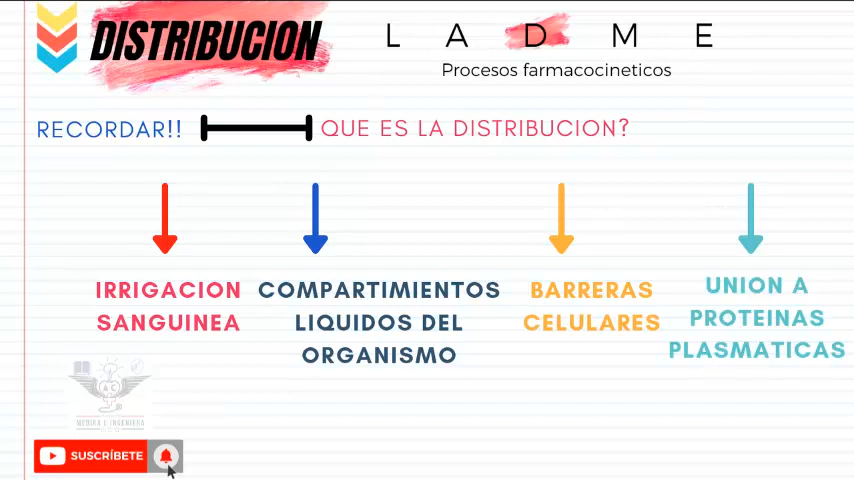 DISTRIBUCION
L A D M E
Procesos farmacocineticos
RECORDAR!!
QUE ES LA DISTRIBUCION?
IRRIGACION
SANGUINEA
COMPARTIMIENTOS
LIQUIDOS DEL
ORGANISMO
BARRERAS
CELULARES
UNION A
PROTEINAS
PLASMATICAS
SUSCRÍBETE